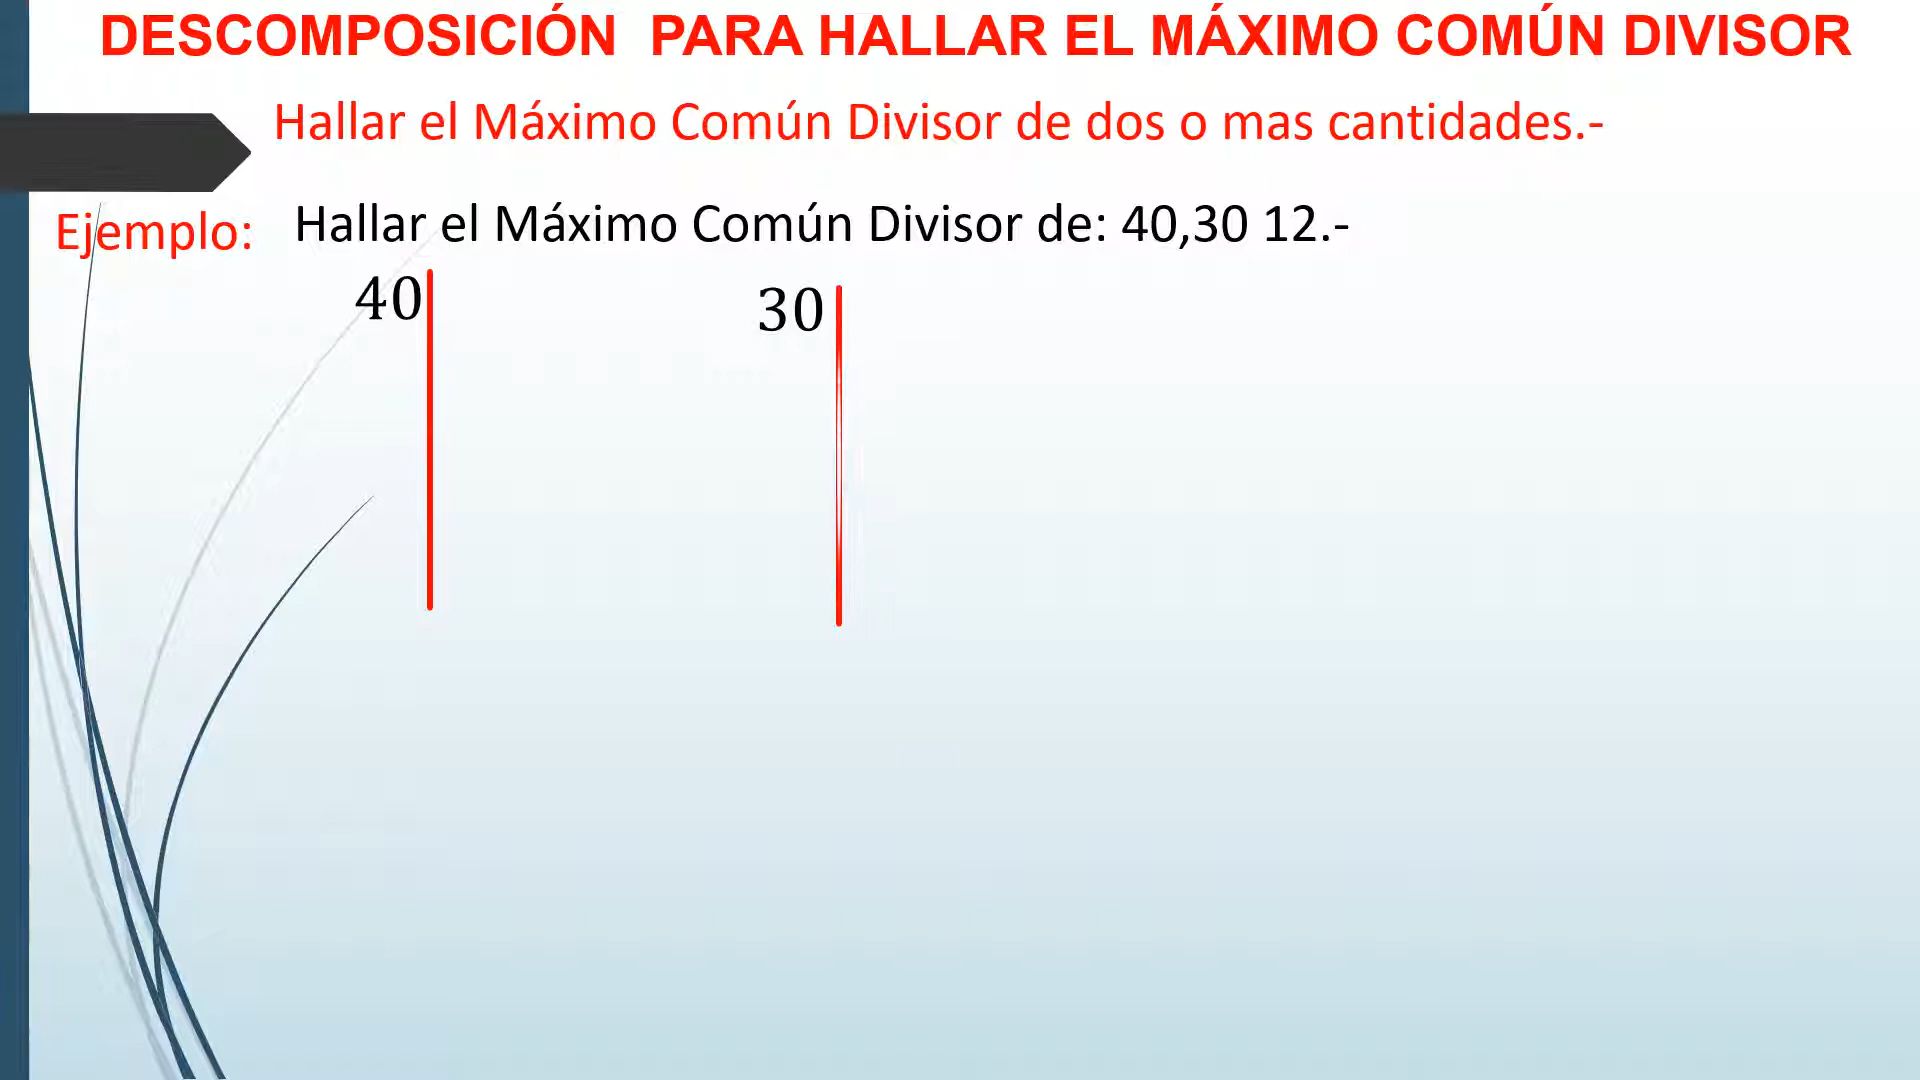 DESCOMPOSICIÓN  PARA HALLAR EL MÁXIMO COMÚN DIVISOR
Hallar el Máximo Común Divisor de dos o mas cantidades.-
Ejemplo: Hallar el Máximo Común Divisor de: 40,30 12.-
40 30